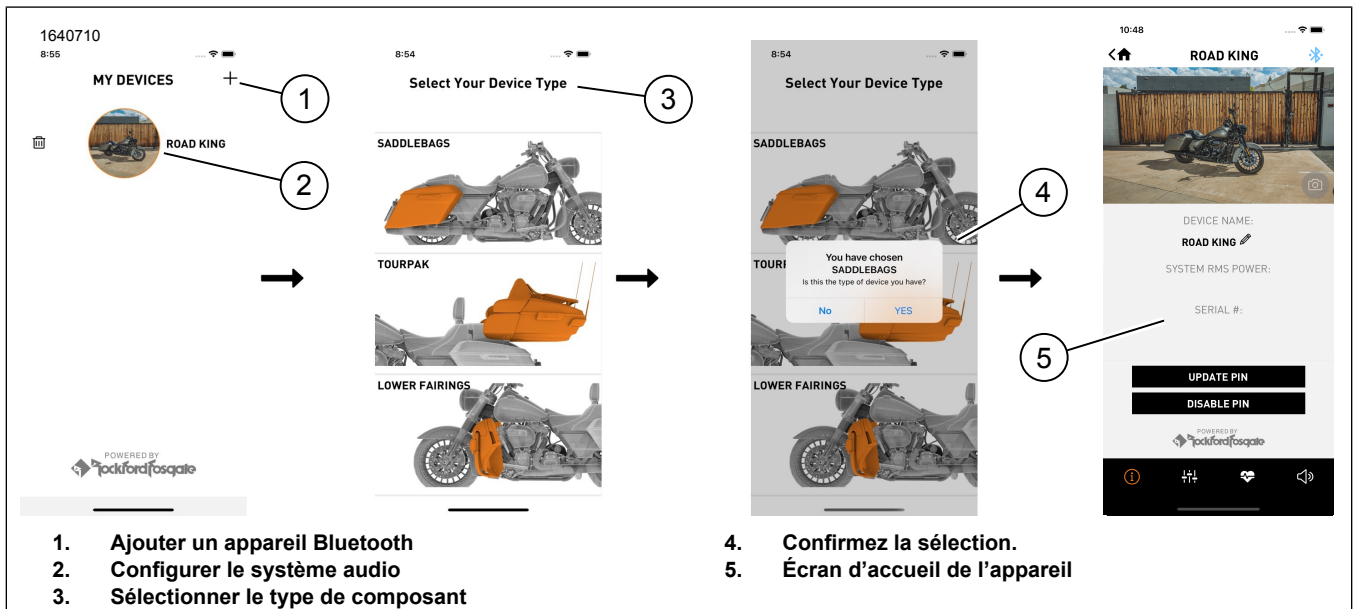 1640710
8:55
MY DEVICES +
1
ROAD KING
2
POWERED BY
Rockford Fosgate
8:54
Select Your Device Type
3
SADDLEBAGS
TOURPAK
LOWER FAIRINGS
8:54
Select Your Device Type
SADDLEBAGS
4
You have chosen
SADDLEBAGS
Is this the type of device you have?
No YES
LOWER FAIRINGS
10:48
ROAD KING
DEVICE NAME:
ROAD KING
SYSTEM RMS POWER:
SERIAL #:
5
UPDATE PIN
DISABLE PIN
POWERED BY
Rockford Fosgate
1. Ajouter un appareil Bluetooth
2. Configurer le système audio
3. Sélectionner le type de composant
4. Confirmez la sélection.
5. Écran d’accueil de l’appareil